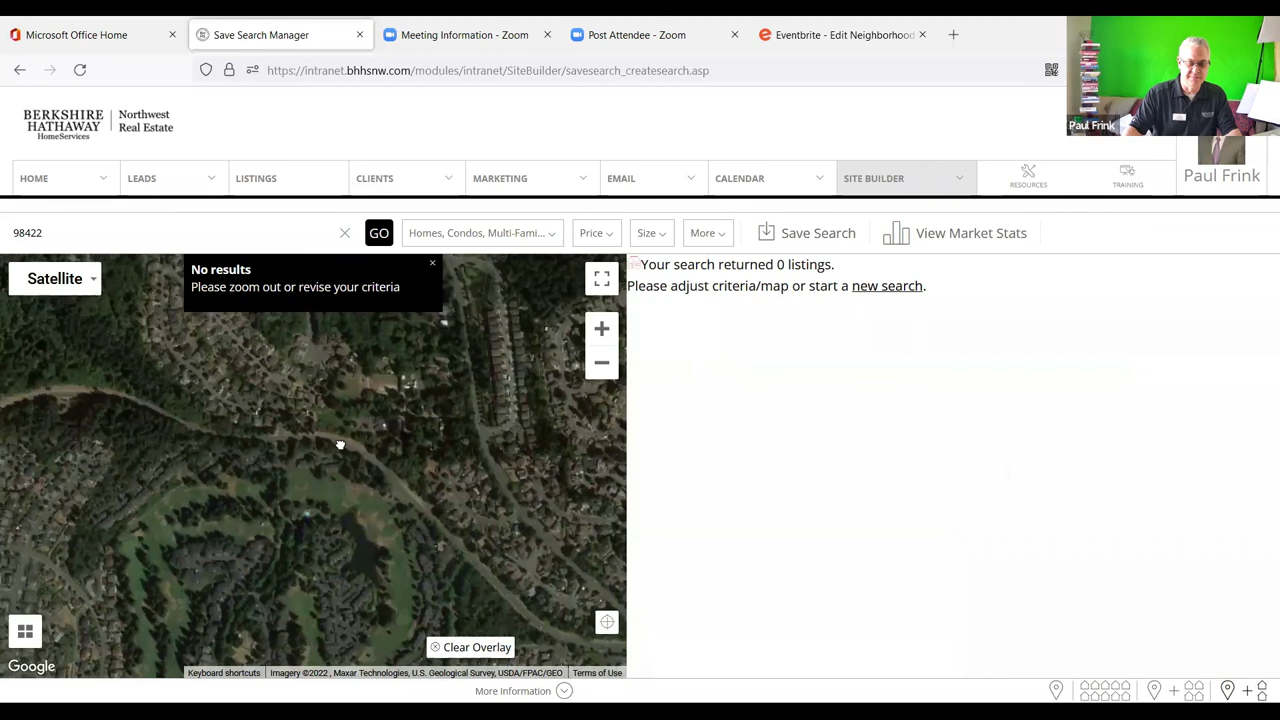 Microsoft Office Home
Save Search Manager
Meeting Information - Zoom
Post Attendee - Zoom
Eventbrite - Edit Neighborhood
https://intranet.bhhsnw.com/modules/intranet/SiteBuilder/savesearch_createsearch.asp
Paul Frink
BERKSHIRE
HATHAWAY
HomeServices
Northwest
Real Estate
HOME
LEADS
LISTINGS
CLIENTS
MARKETING
EMAIL
CALENDAR
SITE BUILDER
RESOURCES
TRAINING
Paul Frink
98422
GO
Homes, Condos, Multi-Fami...
Price
Size
More
Save Search
View Market Stats
Satellite
No results
Please zoom out or revise your criteria
Your search returned 0 listings.
Please adjust criteria/map or start a new search.
Clear Overlay
Google
Keyboard shortcuts
Imagery ©2022 , Maxar Technologies, U.S. Geological Survey, USDA/FPAC/GEO
Terms of Use
More Information